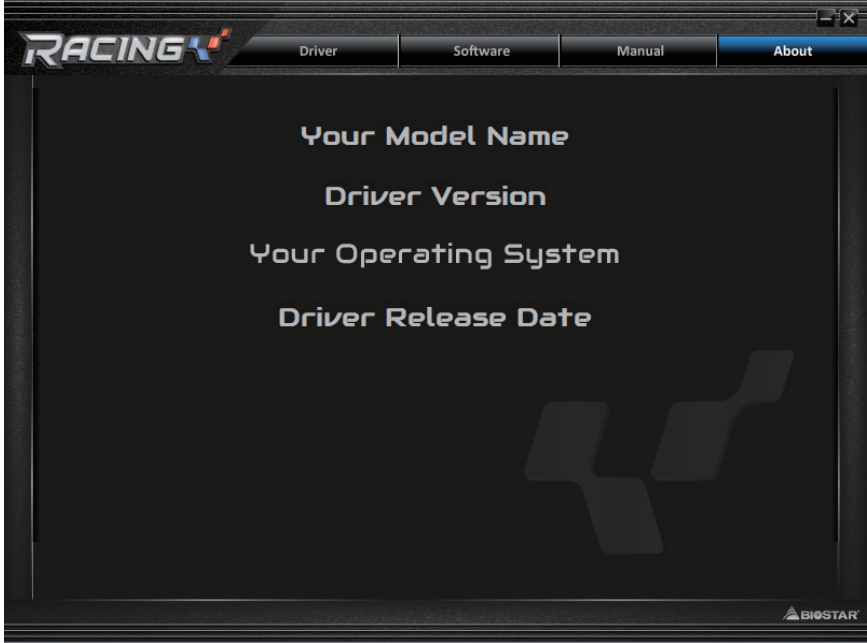 RACING
Driver Software Manual About
Your Model Name
Driver Version
Your Operating System
Driver Release Date
BIOSTAR